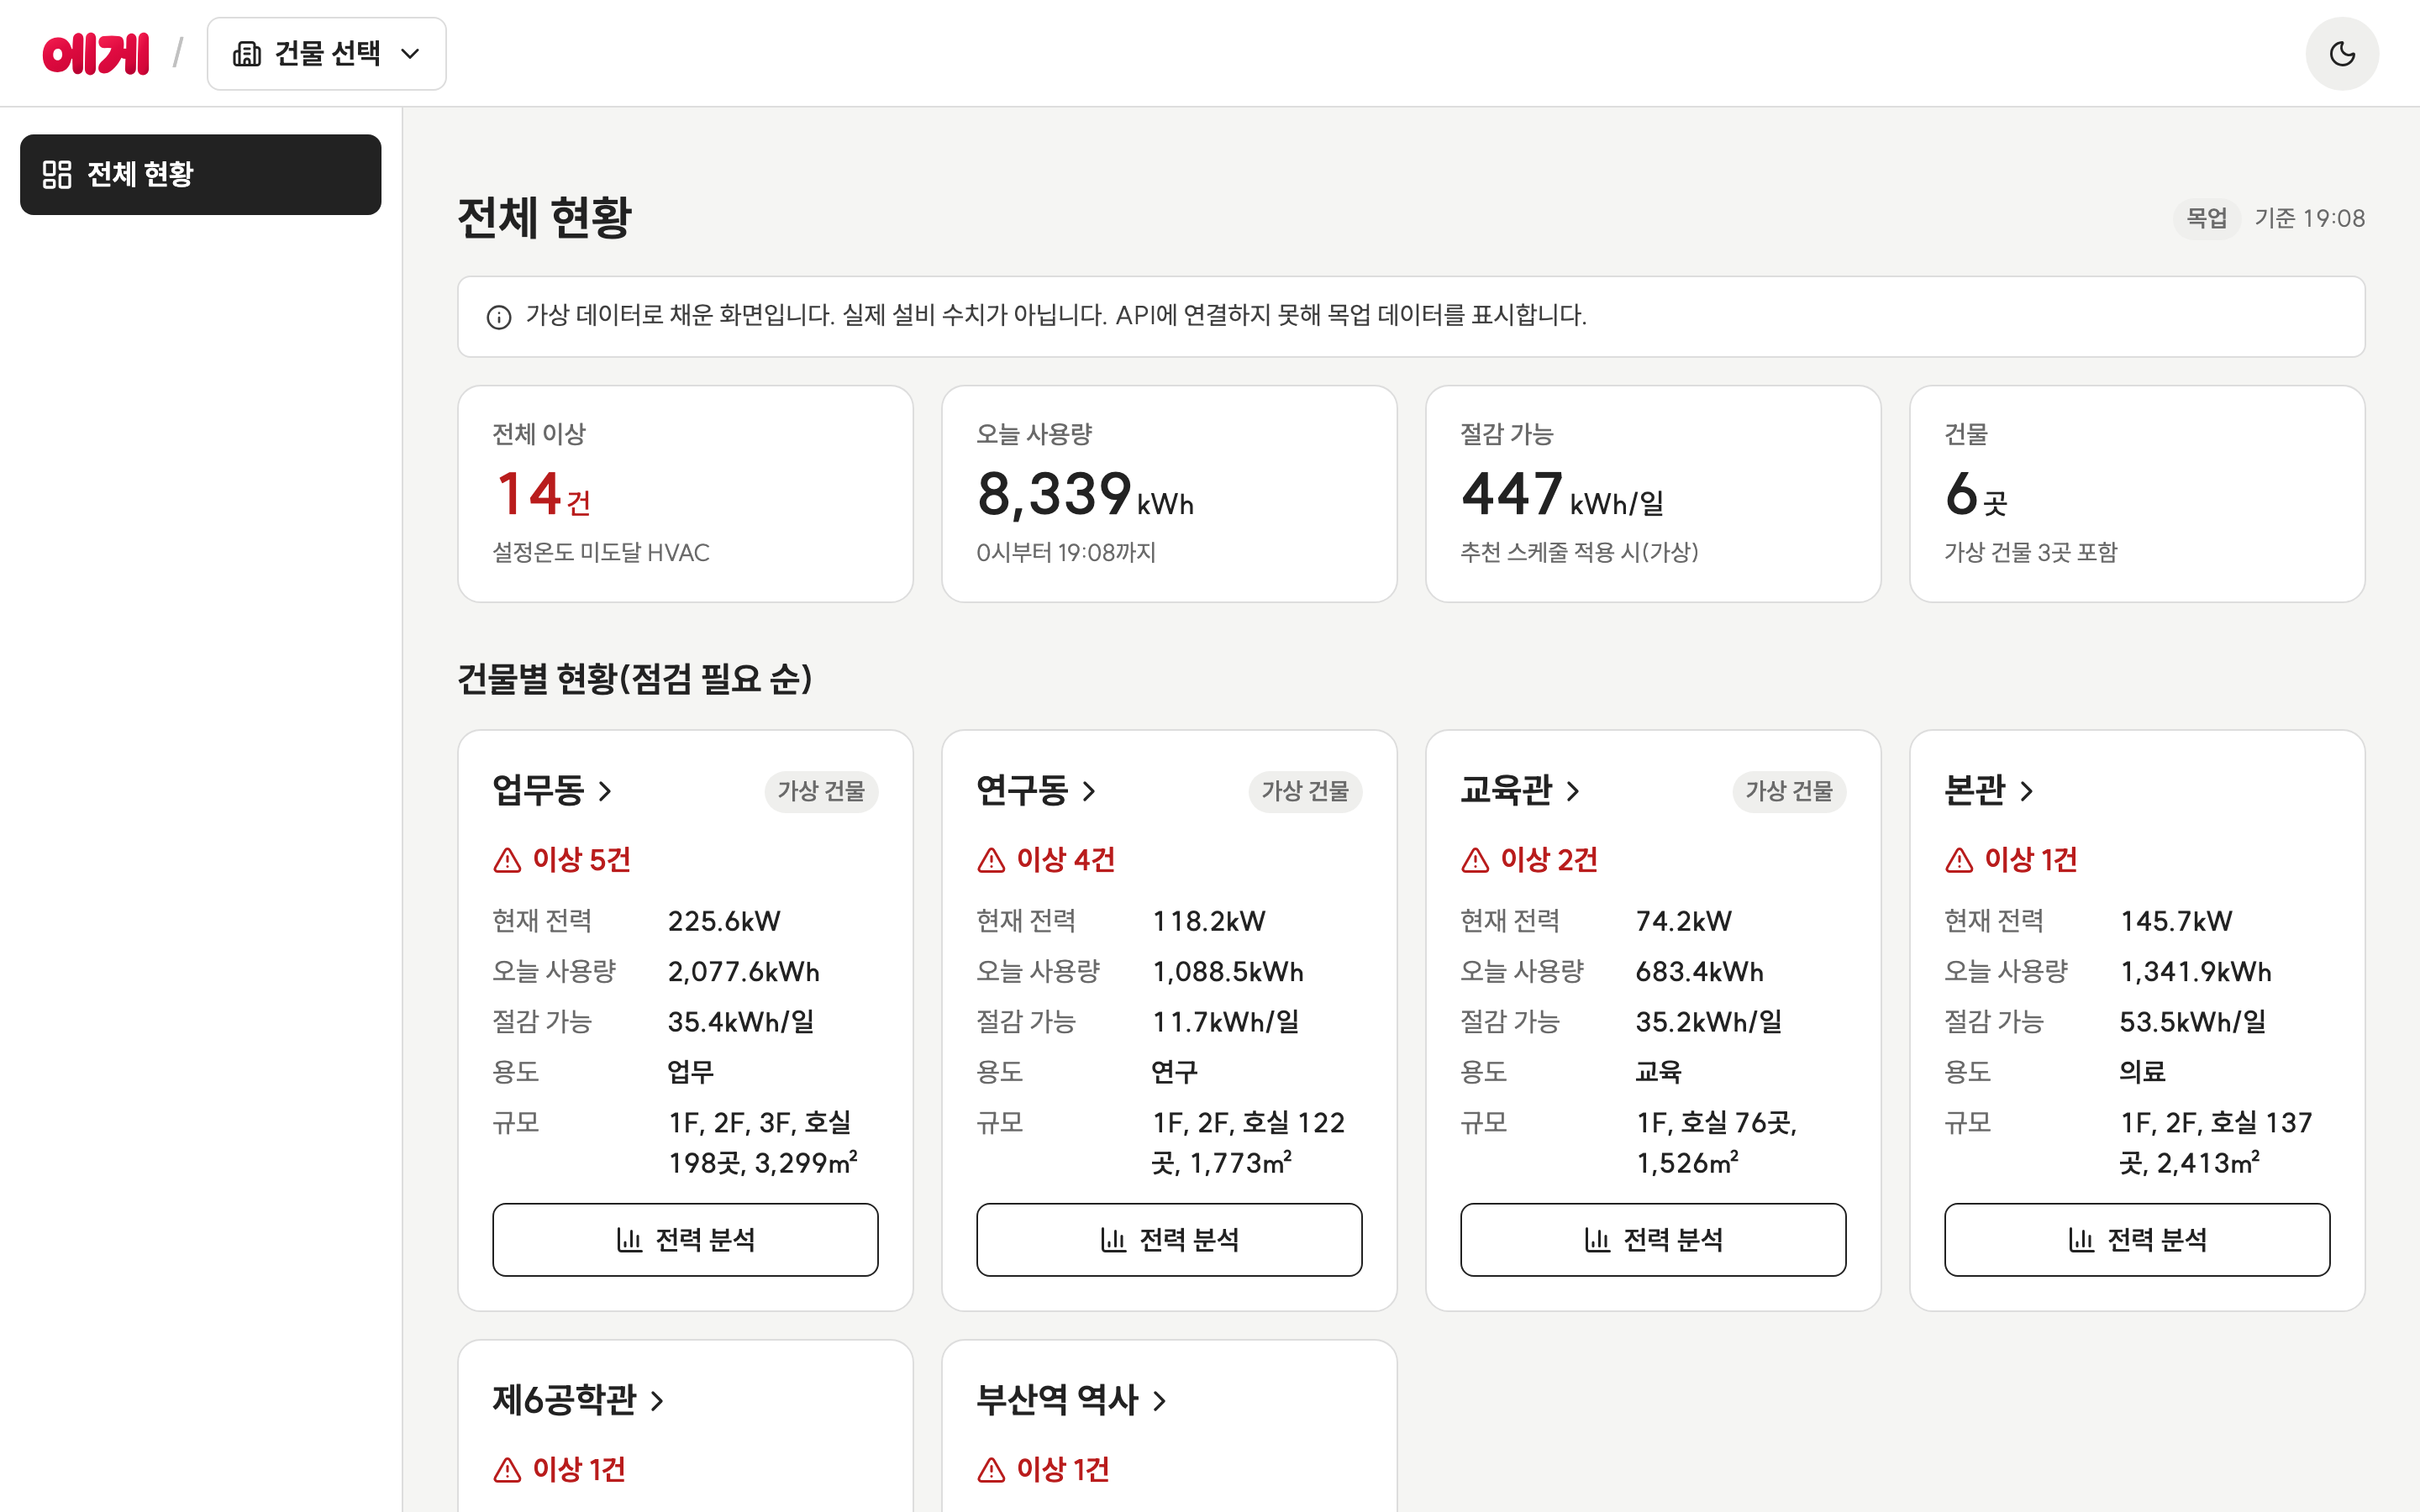 에게 / 건물 선택
전체 현황
전체 현황
목업 기준 19:08
가상 데이터로 채운 화면입니다. 실제 설비 수치가 아닙니다. API에 연결하지 못해 목업 데이터를 표시합니다.
전체 이상
14건
설정온도 미도달 HVAC
오늘 사용량
8,339kWh
0시부터 19:08까지
절감 가능
447kWh/일
추천 스케줄 적용 시(가상)
건물
6곳
가상 건물 3곳 포함
건물별 현황(점검 필요 순)
업무동 가상 건물
이상 5건
현재 전력 225.6kW
오늘 사용량 2,077.6kWh
절감 가능 35.4kWh/일
용도 업무
규모 1F, 2F, 3F, 호실
198곳, 3,299m²
전력 분석
연구동 가상 건물
이상 4건
현재 전력 118.2kW
오늘 사용량 1,088.5kWh
절감 가능 11.7kWh/일
용도 연구
규모 1F, 2F, 호실 122
곳, 1,773m²
전력 분석
교육관 가상 건물
이상 2건
현재 전력 74.2kW
오늘 사용량 683.4kWh
절감 가능 35.2kWh/일
용도 교육
규모 1F, 호실 76곳,
1,526m²
전력 분석
본관
이상 1건
현재 전력 145.7kW
오늘 사용량 1,341.9kWh
절감 가능 53.5kWh/일
용도 의료
규모 1F, 2F, 호실 137
곳, 2,413m²
전력 분석
제6공학관
이상 1건
부산역 역사
이상 1건